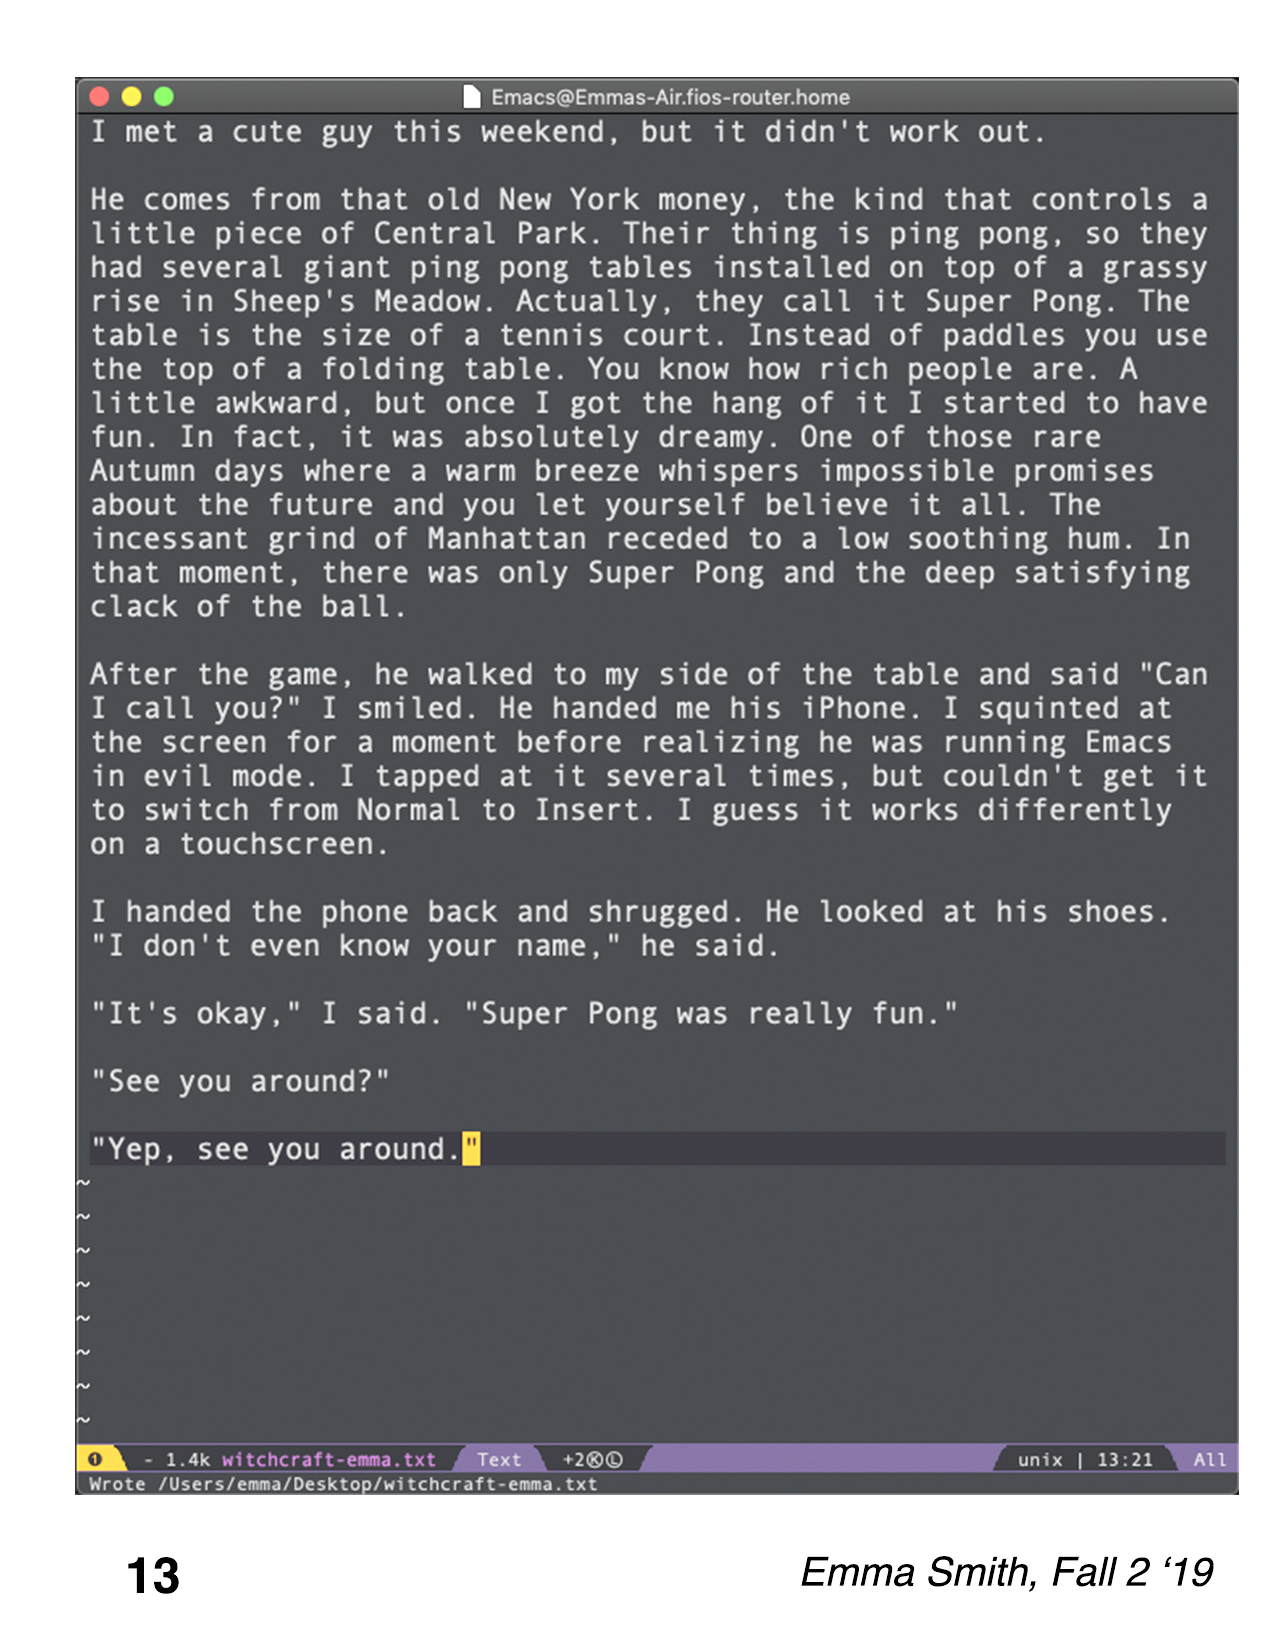 Emacs@Emmas-Air.fios-router.home
I met a cute guy this weekend, but it didn't work out.
He comes from that old New York money, the kind that controls a
little piece of Central Park. Their thing is ping pong, so they
had several giant ping pong tables installed on top of a grassy
rise in Sheep's Meadow. Actually, they call it Super Pong. The
table is the size of a tennis court. Instead of paddles you use
the top of a folding table. You know how rich people are. A
little awkward, but once I got the hang of it I started to have
fun. In fact, it was absolutely dreamy. One of those rare
Autumn days where a warm breeze whispers impossible promises
about the future and you let yourself believe it all. The
incessant grind of Manhattan receded to a low soothing hum. In
that moment, there was only Super Pong and the deep satisfying
clack of the ball.
After the game, he walked to my side of the table and said "Can
I call you?" I smiled. He handed me his iPhone. I squinted at
the screen for a moment before realizing he was running Emacs
in evil mode. I tapped at it several times, but couldn't get it
to switch from Normal to Insert. I guess it works differently
on a touchscreen.
I handed the phone back and shrugged. He looked at his shoes.
"I don't even know your name," he said.
"It's okay," I said. "Super Pong was really fun."
"See you around?"
"Yep, see you around."
~
~
~
~
~
~
~
~
❶ - 1.4k witchcraft-emma.txt Text +2ⓀⓁ unix | 13:21 All
Wrote /Users/emma/Desktop/witchcraft-emma.txt
13 Emma Smith, Fall 2 ‘19